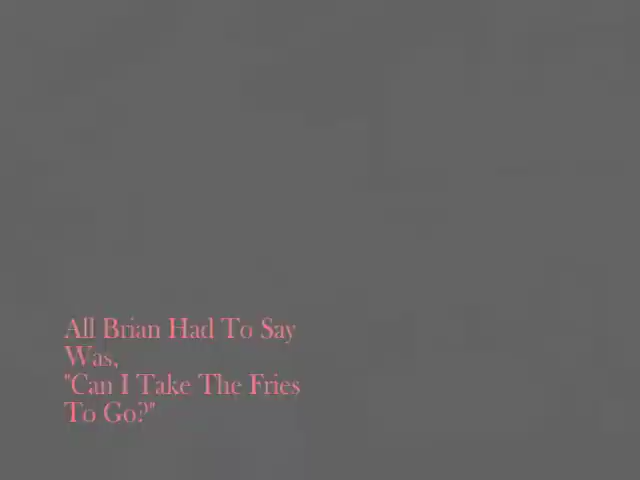 All Brian Had To Say
Was,
"Can I Take The Fries
To Go?"